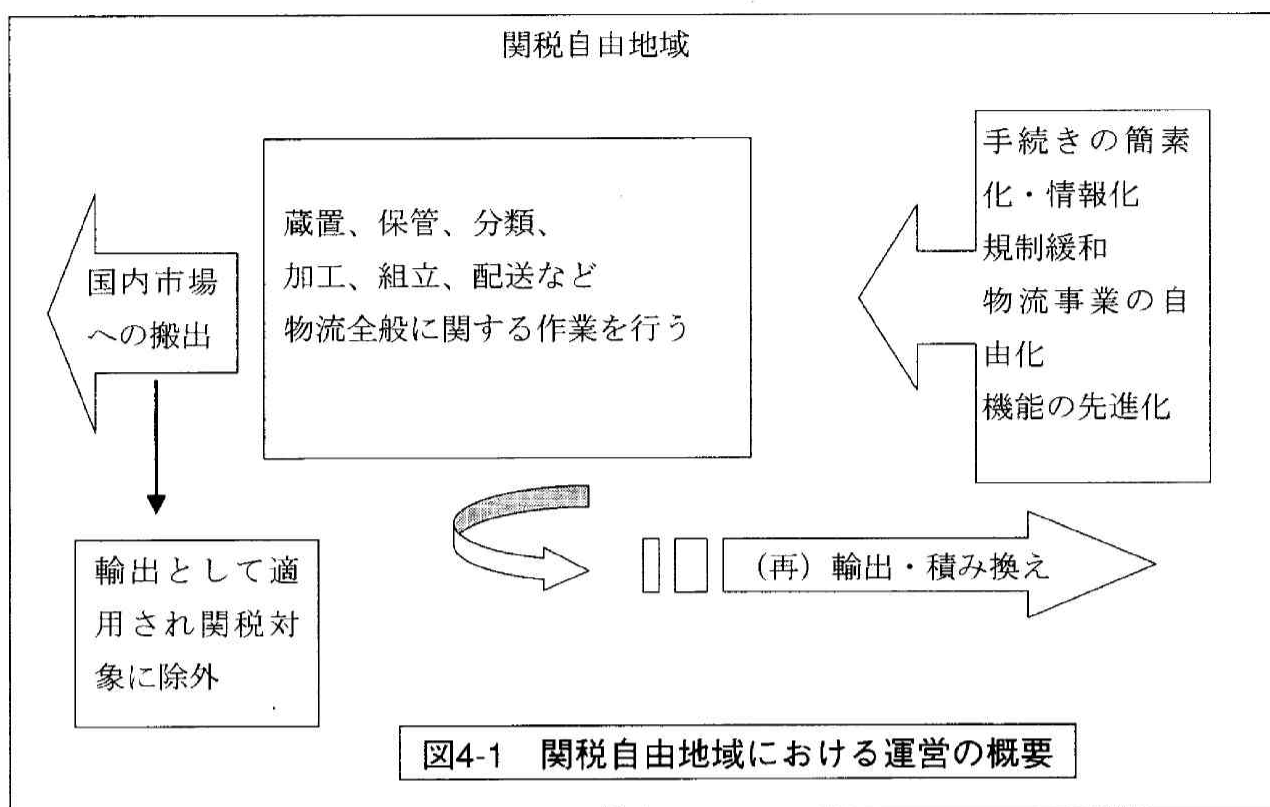 関税自由地域
手続きの簡素
化・情報化
規制緩和
物流事業の自
由化
機能の先進化
蔵置、保管、分類、
加工、組立、配送など
物流全般に関する作業を行う
国内市場
への搬出
輸出として適
用され関税対
象に除外
(再)輸出・積み換え
図4-1 関税自由地域における運営の概要